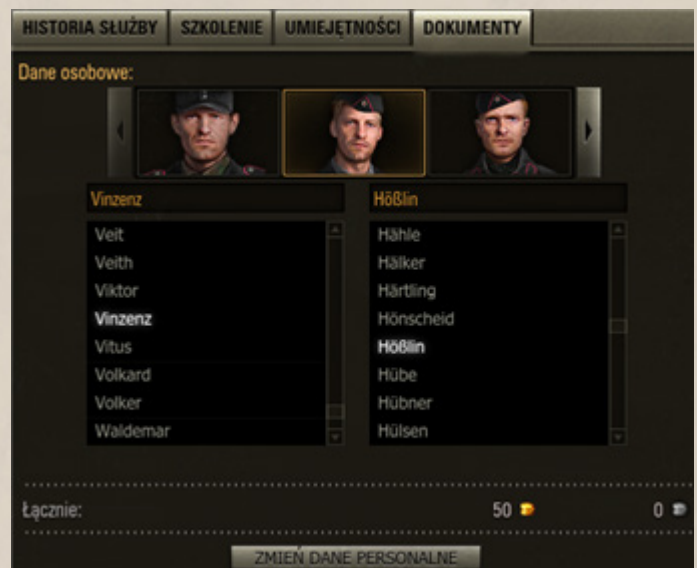 HISTORIA SŁUŻBY SZKOLENIE UMIEJĘTNOŚCI DOKUMENTY
Dane osobowe:
Vinzenz Hößlin
Veit Hähle
Veith Hälker
Viktor Härtling
Vinzenz Hönscheid
Vitus Hößlin
Volkard Hübe
Volker Hübner
Waldemar Hülsen
Łącznie: 50 0
ZMIEŃ DANE PERSONALNE